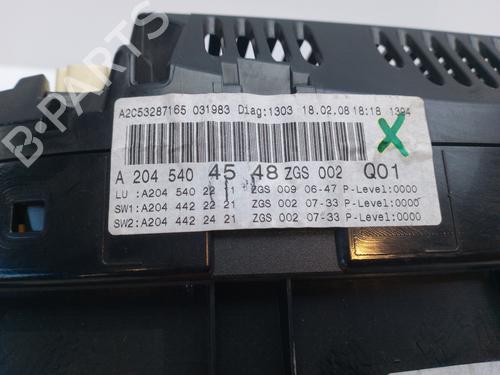 A2C53287165 031983 Diag:1303 18.02.08 18:18 1394
A 204 540 45 48 ZGS 002 Q01
LU :A204 540 22 11 ZGS 009 06-47 P-Level:0000
SW1:A204 442 22 21 ZGS 002 07-33 P-Level:0000
SW2:A204 442 24 21 ZGS 002 07-33 P-Level:0000
X
B-PARTS